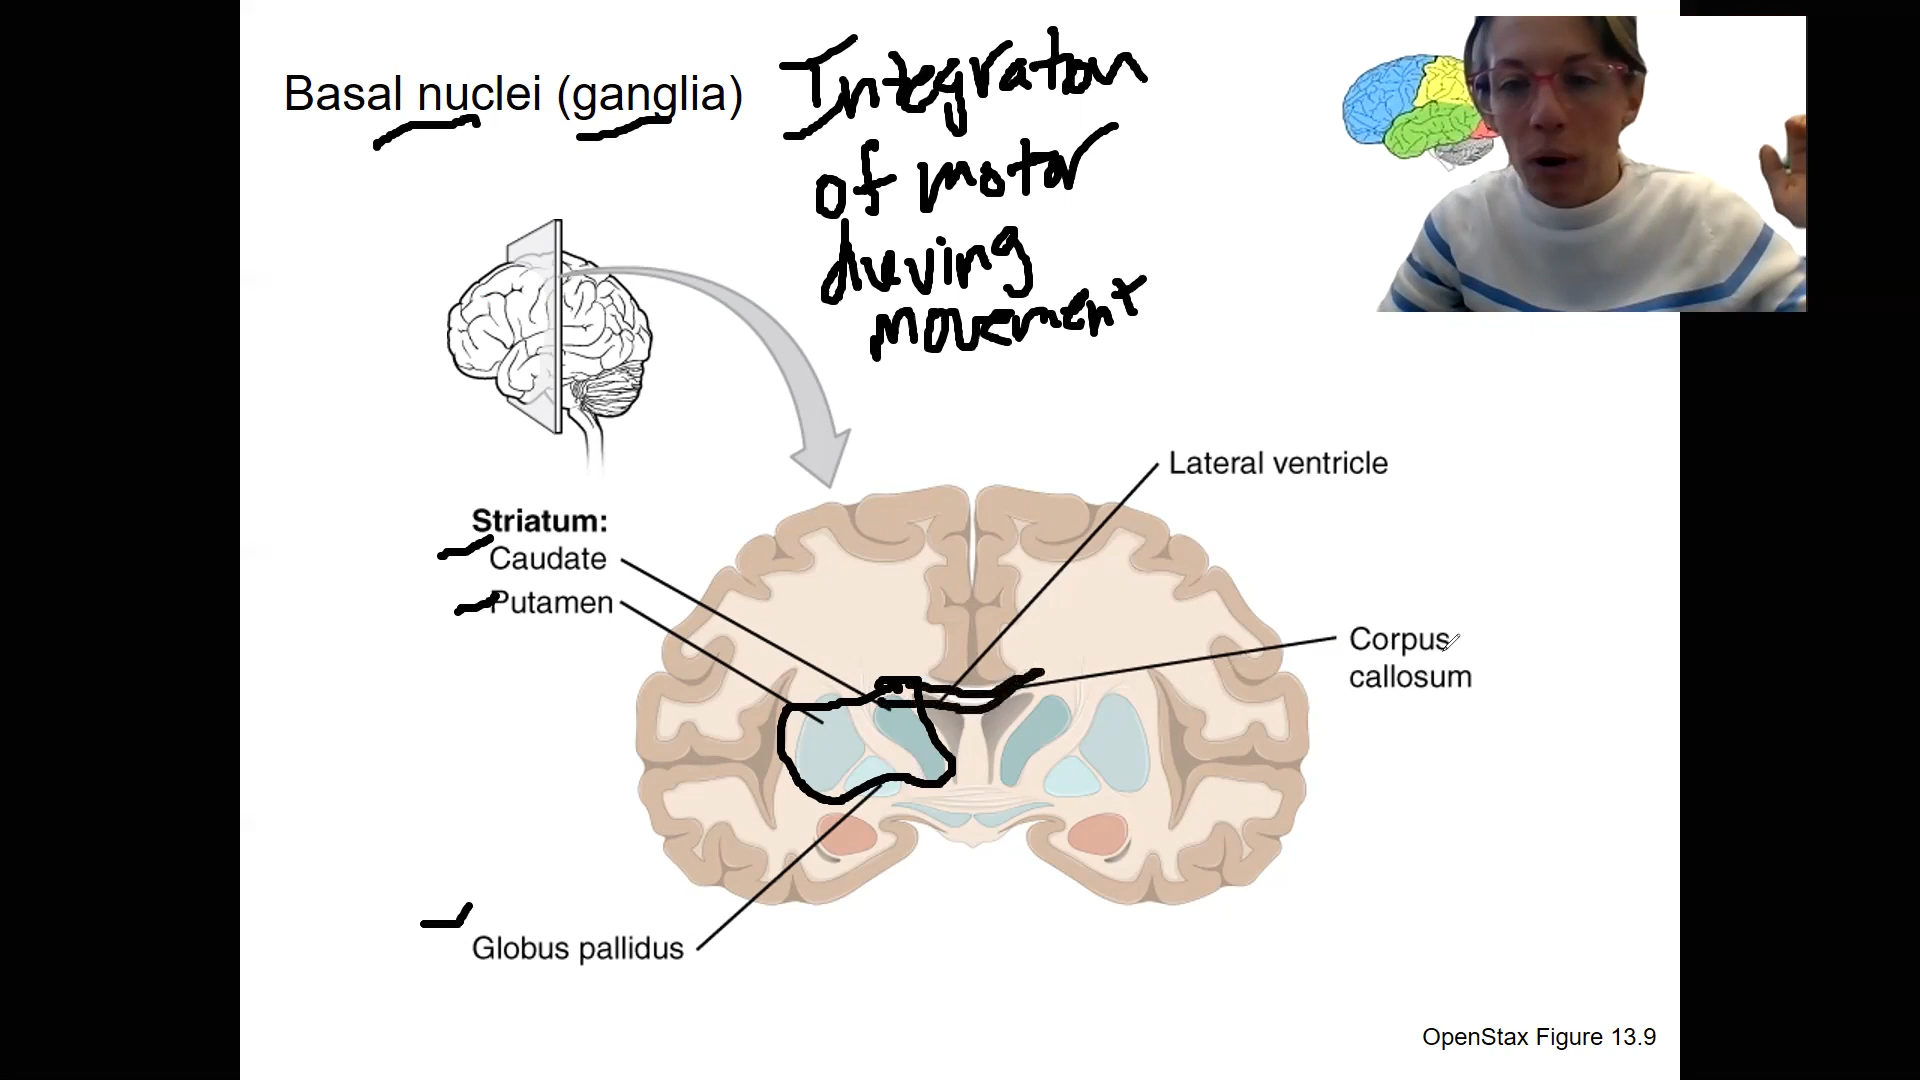 Basal nuclei (ganglia)
Integration
of motor
during
movement
Lateral ventricle
Striatum:
Caudate
Putamen
Corpus
callosum
Globus pallidus
OpenStax Figure 13.9